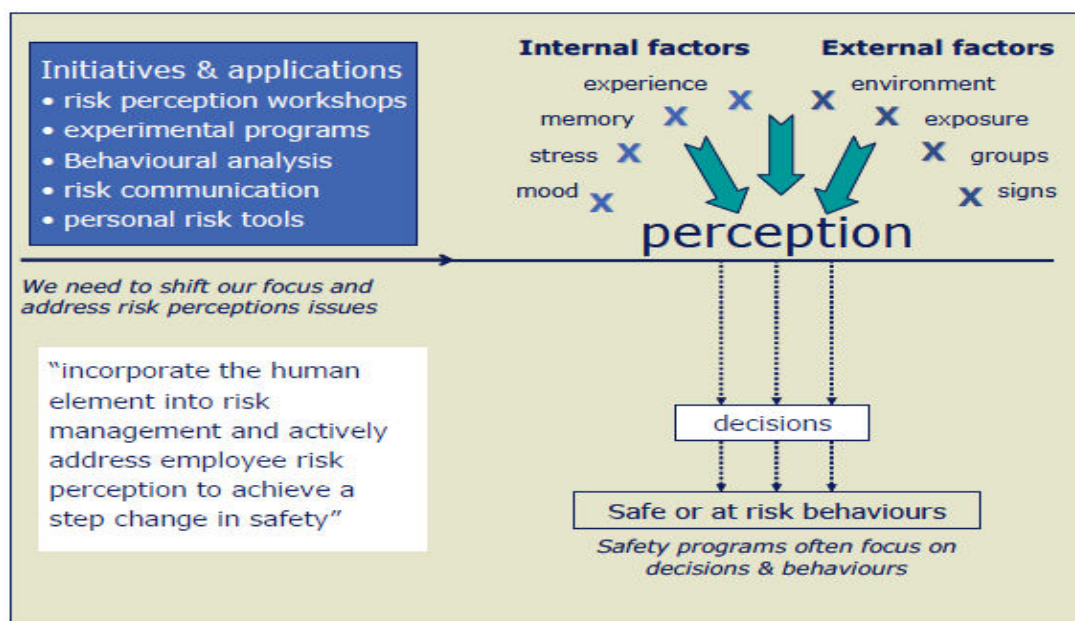 Initiatives & applications
• risk perception workshops
• experimental programs
• Behavioural analysis
• risk communication
• personal risk tools
We need to shift our focus and
address risk perceptions issues
“incorporate the human
element into risk
management and actively
address employee risk
perception to achieve a
step change in safety”
Internal factors
experience X
memory X
stress X
mood X
External factors
X environment
X exposure
X groups
X signs
perception
decisions
Safe or at risk behaviours
Safety programs often focus on
decisions & behaviours